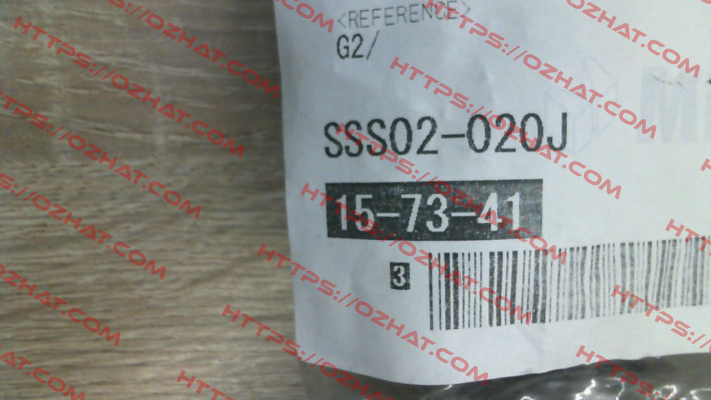 <REFERENCE>
G2/
SSS02-020J
15-73-41
3
HTTPS://OZHAT.COM